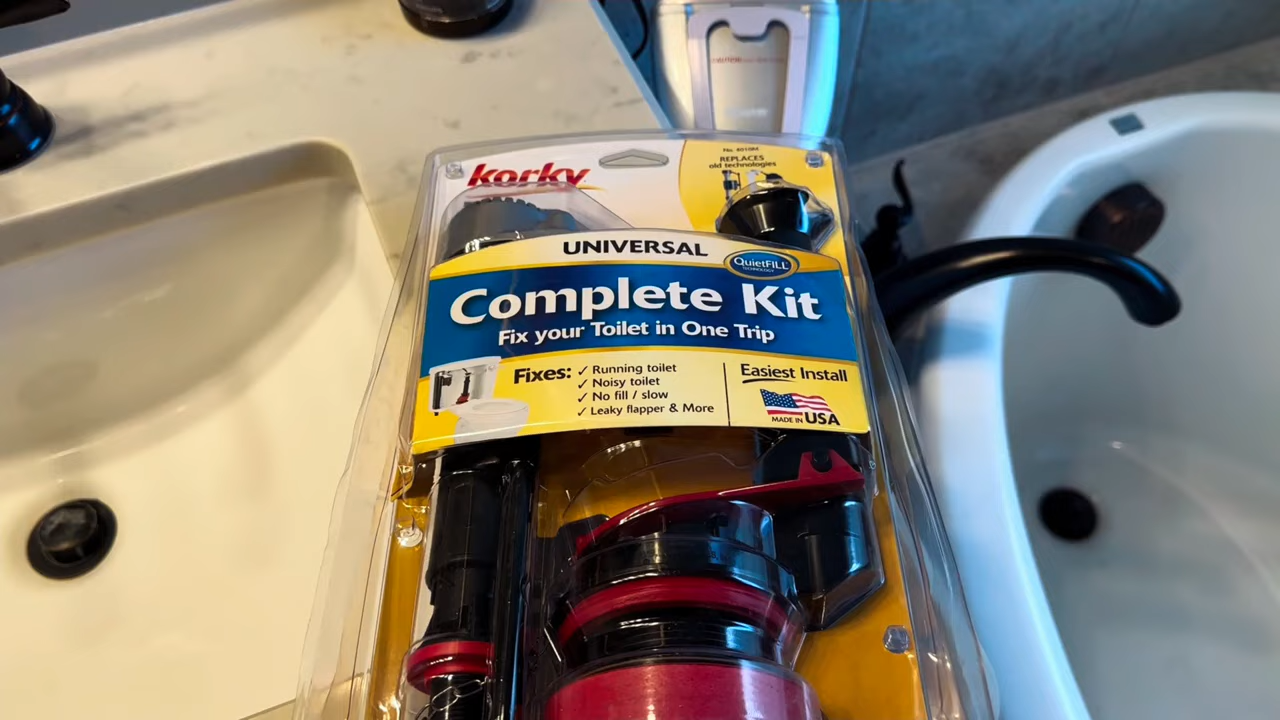 korky
REPLACES
old technologies
UNIVERSAL
QuietFILL
TECHNOLOGY
Complete Kit
Fix your Toilet in One Trip
Fixes:
✓ Running toilet
✓ Noisy toilet
✓ No fill / slow
✓ Leaky flapper & More
Easiest Install
MADE IN USA